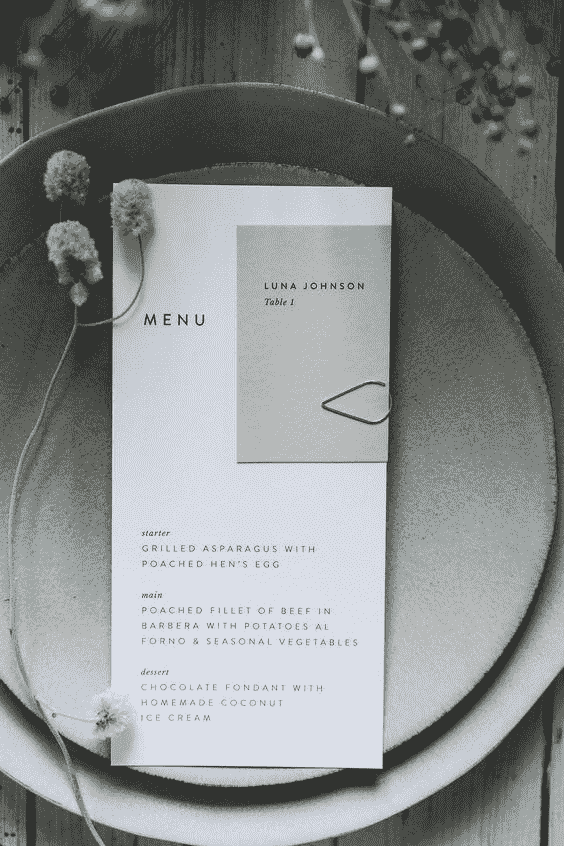 LUNA JOHNSON
Table 1
MENU
starter
GRILLED ASPARAGUS WITH
POACHED HEN'S EGG
main
POACHED FILLET OF BEEF IN
BARBERA WITH POTATOES AL
FORNO & SEASONAL VEGETABLES
dessert
CHOCOLATE FONDANT WITH
HOMEMADE COCONUT
ICE CREAM